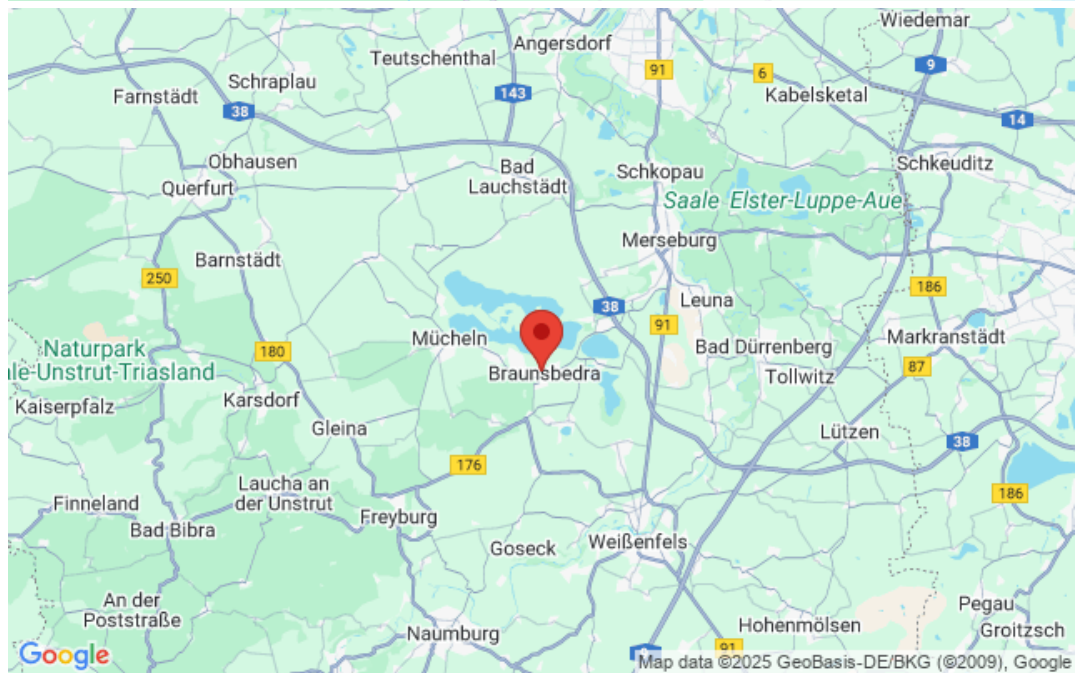 Wiedemar
Angersdorf
Teutschenthal
9
91
6
Schraplau
143
Kabelsketal
Farnstädt
38
14
Obhausen
Bad
Lauchstädt
Schkopau
Schkeuditz
Querfurt
Saale Elster-Luppe-Aue
Merseburg
Barnstädt
250
186
38
Leuna
91
Mücheln
Markranstädt
Naturpark
ale-Unstrut-Triasland
180
Bad Dürrenberg
87
Braunsbedra
Tollwitz
Kaiserpfalz
Karsdorf
Gleina
Lützen
38
176
Laucha an
der Unstrut
186
Finneland
Freyburg
Bad Bibra
Goseck
Weißenfels
An der
Poststraße
Pegau
Naumburg
Hohenmölsen
Groitzsch
91
Google
Map data ©2025 GeoBasis-DE/BKG (©2009), Google